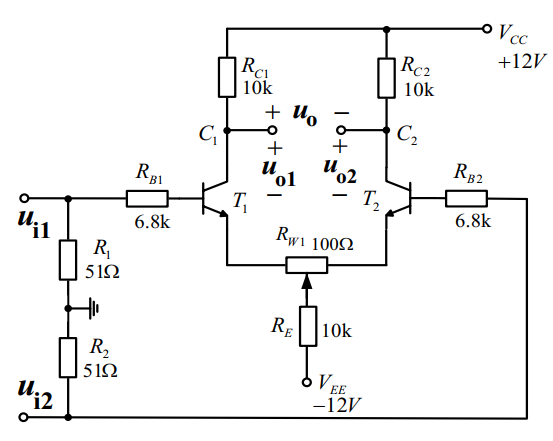 V_CC
+12V
R_C1
10k
R_C2
10k
+ u_o −
C_1
C_2
+
u_o1
−
+
u_o2
−
R_B1
6.8k
T_1
T_2
R_B2
6.8k
u_i1
R_1
51Ω
R_W1 100Ω
R_2
51Ω
R_E 10k
u_i2
V_EE
−12V